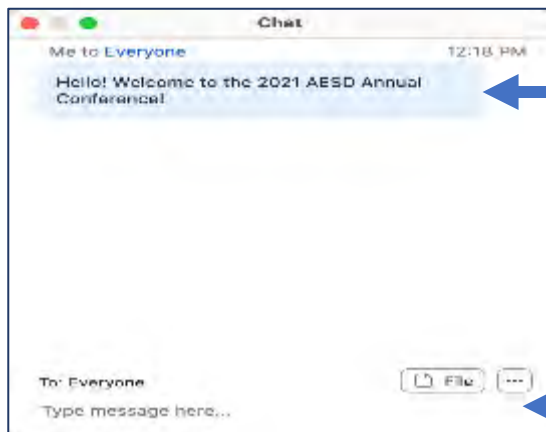 Chat
Me to Everyone 12:18 PM
Hello! Welcome to the 2021 AESD Annual
Conference!
To: Everyone File ...
Type message here...